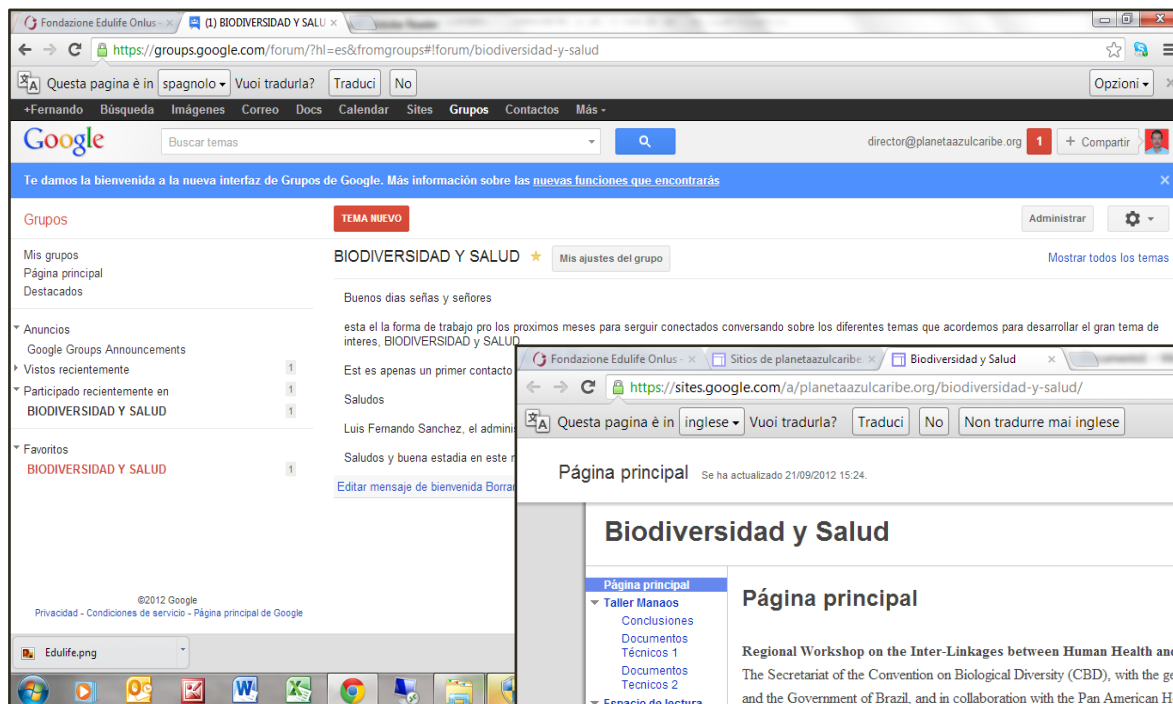 Fondazione Edulife Onlus -
(1) BIODIVERSIDAD Y SALU
https://groups.google.com/forum/?hl=es&fromgroups#!forum/biodiversidad-y-salud
Questa pagina è in spagnolo Vuoi tradurla? Traduci No Opzioni
+Fernando Búsqueda Imágenes Correo Docs Calendar Sites Grupos Contactos Más
Google Buscar temas director@planetaazulcaribe.org 1 + Compartir
Te damos la bienvenida a la nueva interfaz de Grupos de Google. Más información sobre las nuevas funciones que encontrarás
Grupos
TEMA NUEVO
Administrar
Mis grupos
Página principal
Destacados
Anuncios
Google Groups Announcements
Vistos recientemente 1
Participado recientemente en 1
BIODIVERSIDAD Y SALUD 1
Favoritos
BIODIVERSIDAD Y SALUD 1
©2012 Google
Privacidad - Condiciones de servicio - Página principal de Google
BIODIVERSIDAD Y SALUD Mis ajustes del grupo Mostrar todos los temas
Buenos dias señas y señores
esta el la forma de trabajo pro los proximos meses para serguir conectados conversando sobre los diferentes temas que acordemos para desarrollar el gran tema de
interes, BIODIVERSIDAD y SALUD
Est es apenas un primer contacto
Saludos
Luis Fernando Sanchez, el adminis
Saludos y buena estadia en este
Editar mensaje de bienvenida Borrar
Edulife.png
Fondazione Edulife Onlus -
Sitios de planetaazulcaribe
Biodiversidad y Salud
https://sites.google.com/a/planetaazulcaribe.org/biodiversidad-y-salud/
Questa pagina è in inglese Vuoi tradurla? Traduci No Non tradurre mai inglese
Página principal Se ha actualizado 21/09/2012 15:24.
Biodiversidad y Salud
Página principal
Taller Manaos
Conclusiones
Documentos
Técnicos 1
Documentos
Tecnicos 2
Espacio de lectura
Página principal
Regional Workshop on the Inter-Linkages between Human Health and
The Secretariat of the Convention on Biological Diversity (CBD), with the ge
and the Government of Brazil, and in collaboration with the Pan American H